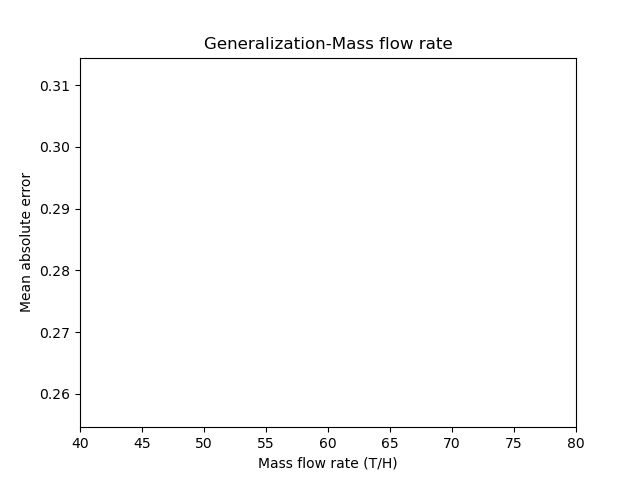 Generalization-Mass flow rate
0.31
0.30
0.29
0.28
0.27
0.26
Mean absolute error
40 45 50 55 60 65 70 75 80
Mass flow rate (T/H)